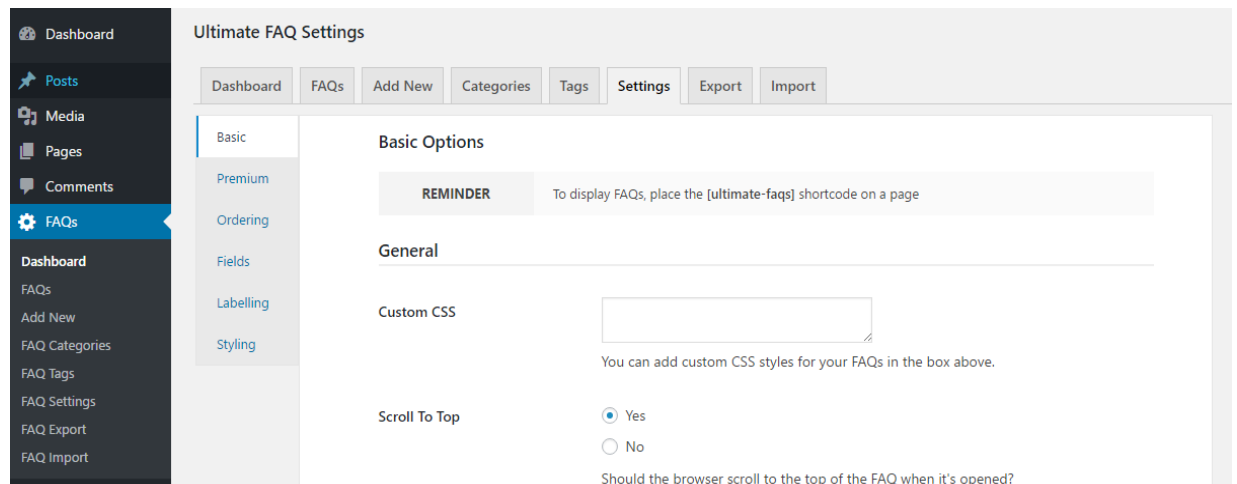 Dashboard
Posts
Media
Pages
Comments
FAQs
Dashboard
FAQs
Add New
FAQ Categories
FAQ Tags
FAQ Settings
FAQ Export
FAQ Import
Ultimate FAQ Settings
Dashboard FAQs Add New Categories Tags Settings Export Import
Basic
Premium
Ordering
Fields
Labelling
Styling
Basic Options
REMINDER To display FAQs, place the [ultimate-faqs] shortcode on a page
General
Custom CSS
You can add custom CSS styles for your FAQs in the box above.
Scroll To Top
Yes
No
Should the browser scroll to the top of the FAQ when it's opened?